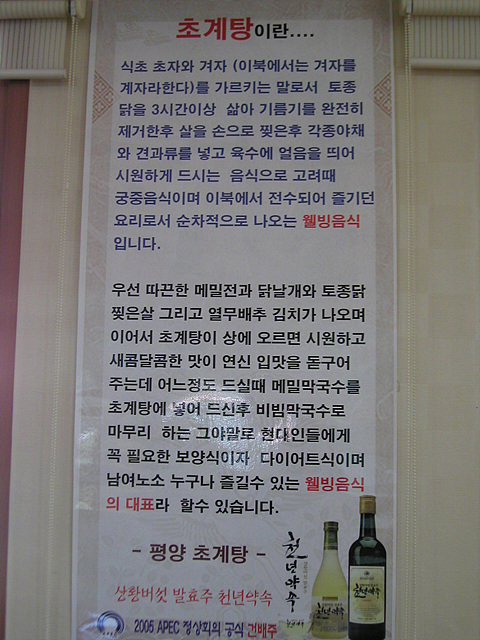 초계탕이란....
식초 초자와 겨자 (이북에서는 겨자를
계자라한다)를 가르키는 말로서 토종
닭을 3시간이상 삶아 기름기를 완전히
제거한후 살을 손으로 찢은후 각종야채
와 견과류를 넣고 육수에 얼음을 띄어
시원하게 드시는 음식으로 고려때
궁중음식이며 이북에서 전수되어 즐기던
요리로서 순차적으로 나오는 웰빙음식
입니다.
우선 따끈한 메밀전과 닭날개와 토종닭
찢은살 그리고 열무배추 김치가 나오며
이어서 초계탕이 상에 오르면 시원하고
새콤달콤한 맛이 연신 입맛을 돋구어
주는데 어느정도 드실때 메밀막국수를
초계탕에 넣어 드신후 비빔막국수로
마무리 하는 그야말로 현대인들에게
꼭 필요한 보양식이자 다이어트식이며
남여노소 누구나 즐길수 있는 웰빙음식
의 대표라 할수 있습니다.
- 평양 초계탕 -
천년약속
상황버섯 발효주 천년약속
2005 APEC 정상회의 공식 건배주
천년약속
천년약속